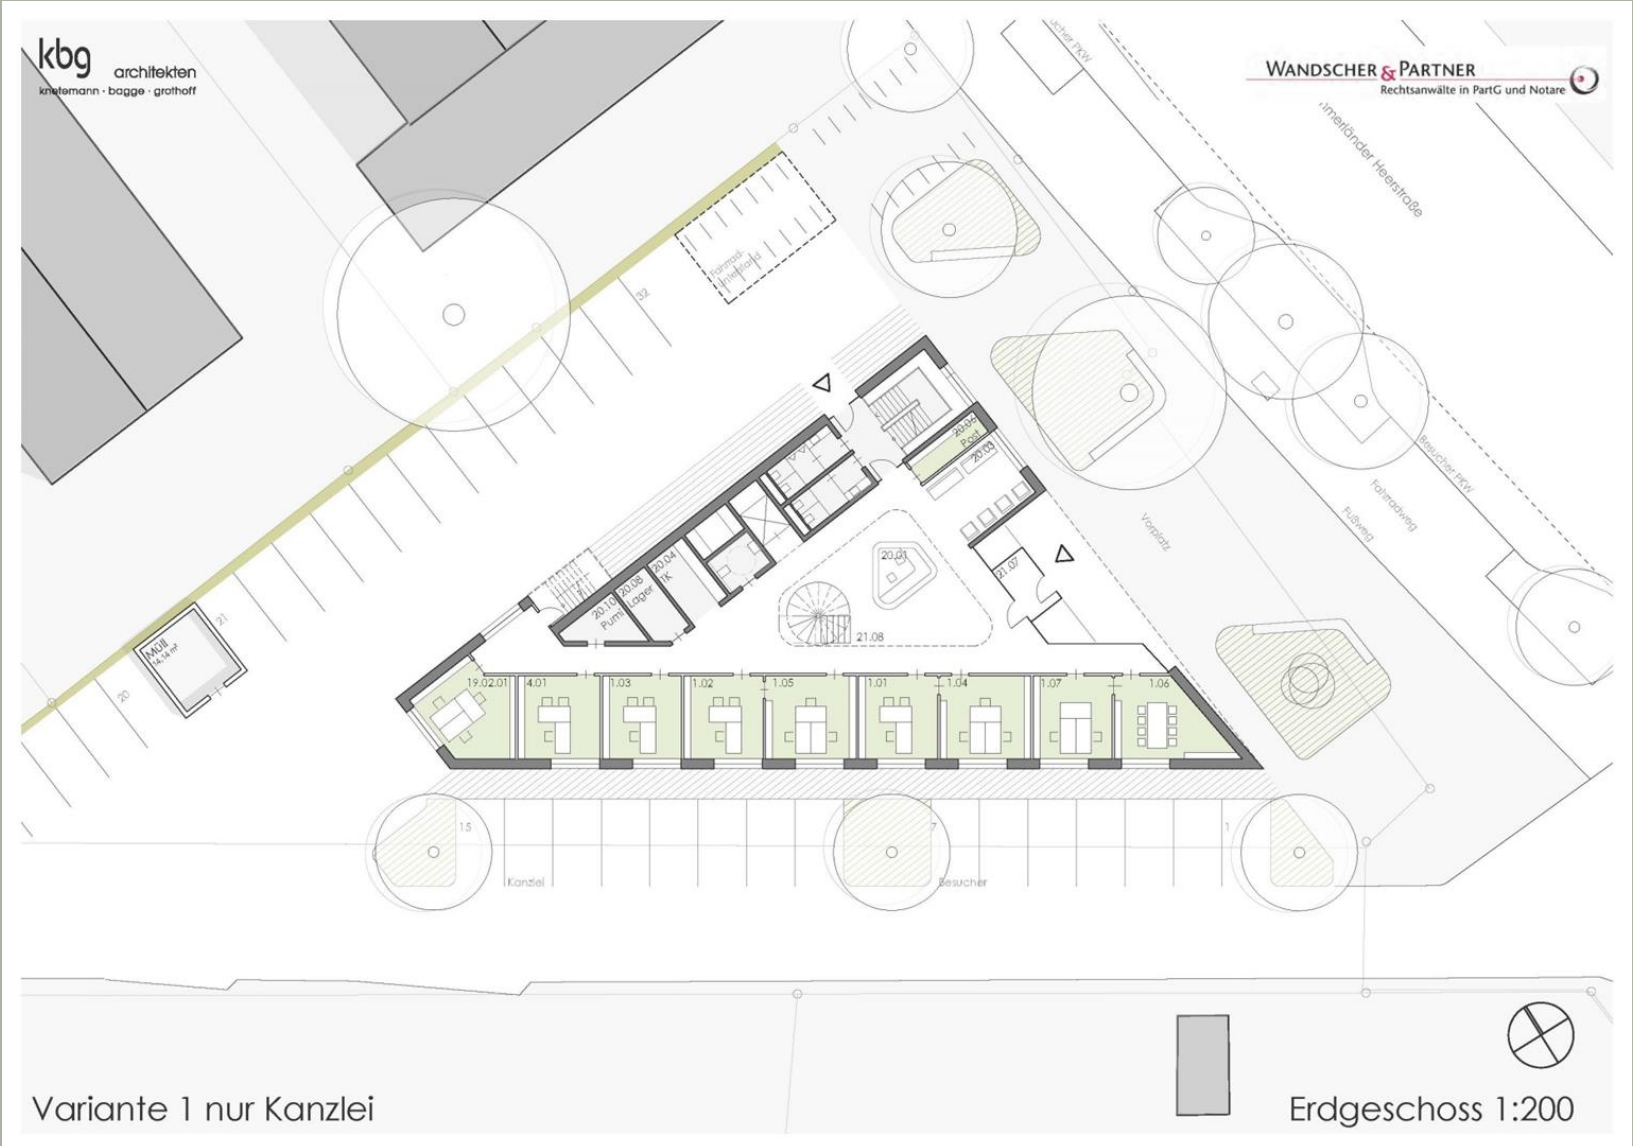 kbg
architekten
knetemann · bagge · grothoff
WANDSCHER & PARTNER
Rechtsanwälte in PartG und Notare
Besucher PKW
Fahrrad-
unterstand
32
20.06
Post
20.03
Besucher PKW
Fahrradweg
Fußweg
Vorplatz
20.04
TK
20.08
Lager
20.10
Pumi
20.01
21.07
21.08
21
Müll
14,14 m²
20
19.02.01
4.01
1.03
1.02
1.05
1.01
1.04
1.07
1.06
15
7
1
Kanzlei
Besucher
Variante 1 nur Kanzlei
Erdgeschoss 1:200